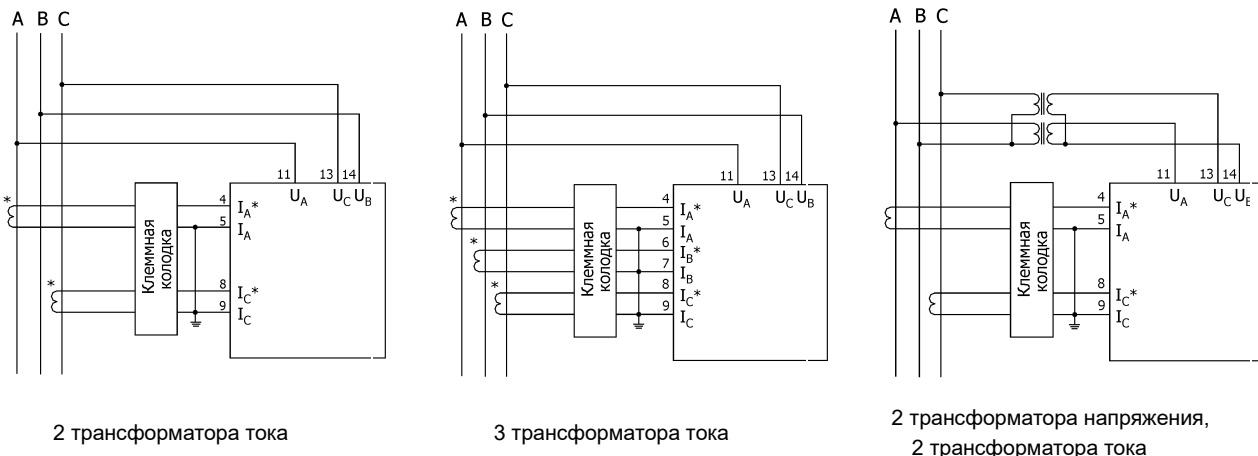 A B C
11 13 14
U_A U_C U_B
* 4 I_A*
5 I_A
* 8 I_C*
9 I_C
Клеммная
колодка
2 трансформатора тока
A B C
11 13 14
U_A U_C U_B
* 4 I_A*
5 I_A
* 6 I_B*
7 I_B
* 8 I_C*
9 I_C
Клеммная
колодка
3 трансформатора тока
A B C
11 13 14
U_A U_C U_B
4 I_A*
5 I_A
8 I_C*
9 I_C
Клеммная
колодка
2 трансформатора напряжения,
2 трансформатора тока